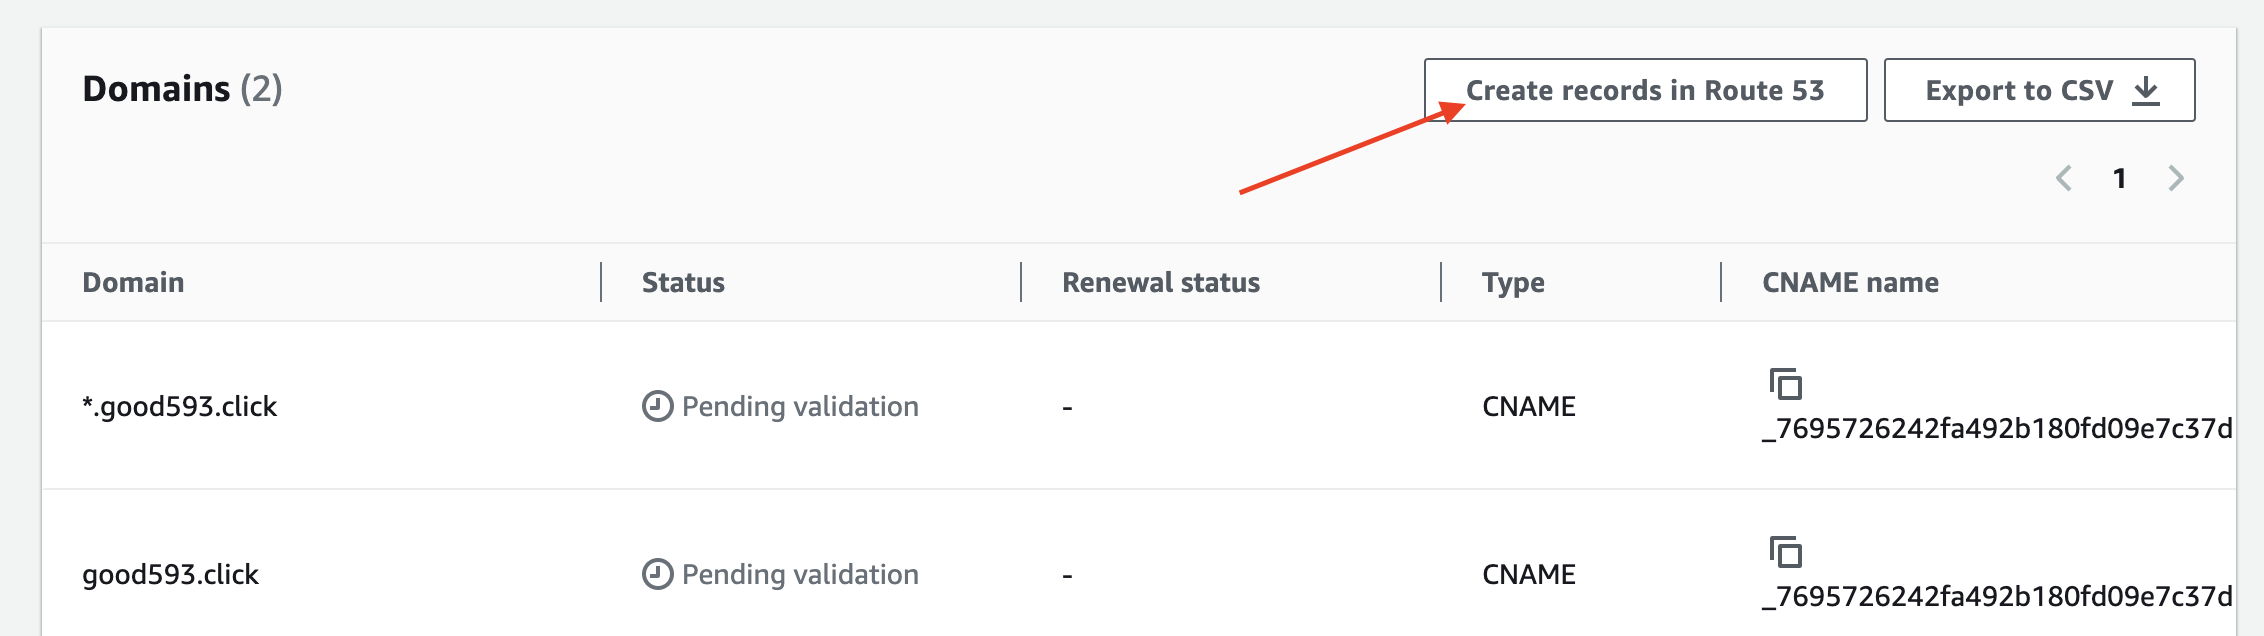 Domains (2)
Create records in Route 53
Export to CSV
1
Domain Status Renewal status Type CNAME name
*.good593.click Pending validation - CNAME _7695726242fa492b180fd09e7c37d
good593.click Pending validation - CNAME _7695726242fa492b180fd09e7c37d